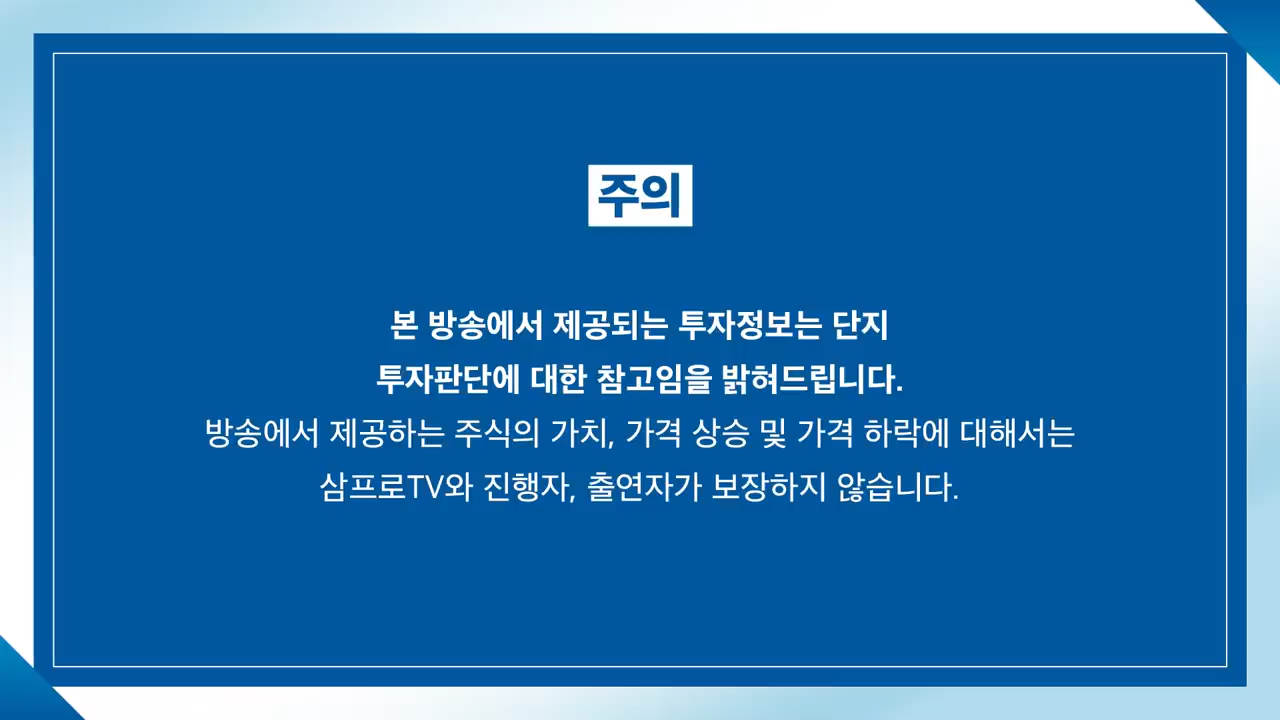 주의
본 방송에서 제공되는 투자정보는 단지
투자판단에 대한 참고임을 밝혀드립니다.
방송에서 제공하는 주식의 가치, 가격 상승 및 가격 하락에 대해서는
삼프로TV와 진행자, 출연자가 보장하지 않습니다.